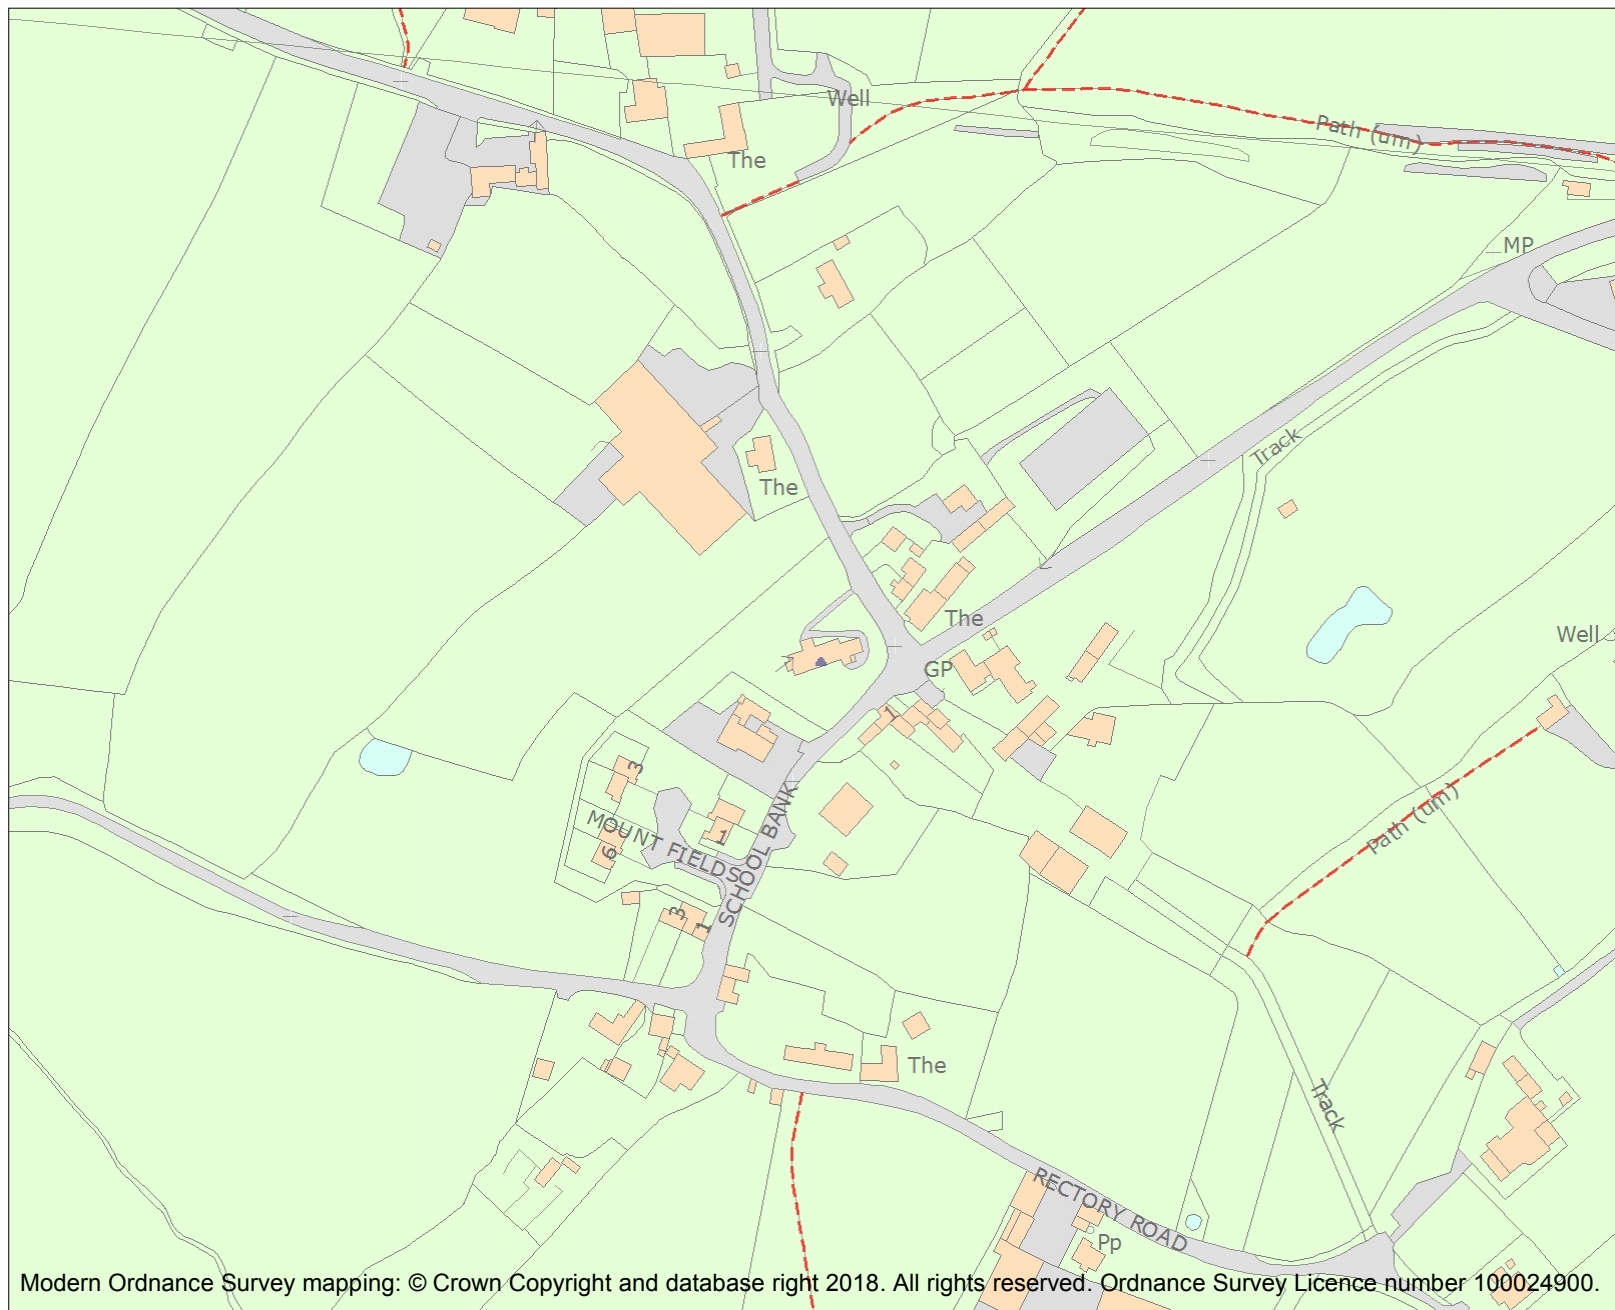 Well
Path (um)
The
MP
Track
The
The
Well
GP
1
3
MOUNT FIELDS
1
SCHOOL BANK
6
Path (um)
3
1
The
Track
RECTORY ROAD
Pp
Modern Ordnance Survey mapping: © Crown Copyright and database right 2018. All rights reserved. Ordnance Survey Licence number 100024900.